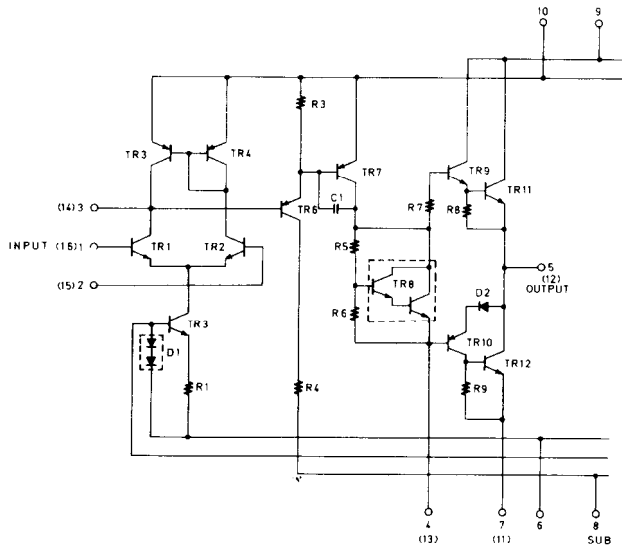 10
9
R3
TR3
TR4
TR7
TR9
TR11
C1
R7
R8
(14) 3
TR6
INPUT (16) 1
TR1
TR2
R5
TR8
5
(12)
OUTPUT
(15) 2
R6
D2
TR3
TR10
D1
TR12
R1
R4
R9
4
(13)
7
(11)
6
8
SUB